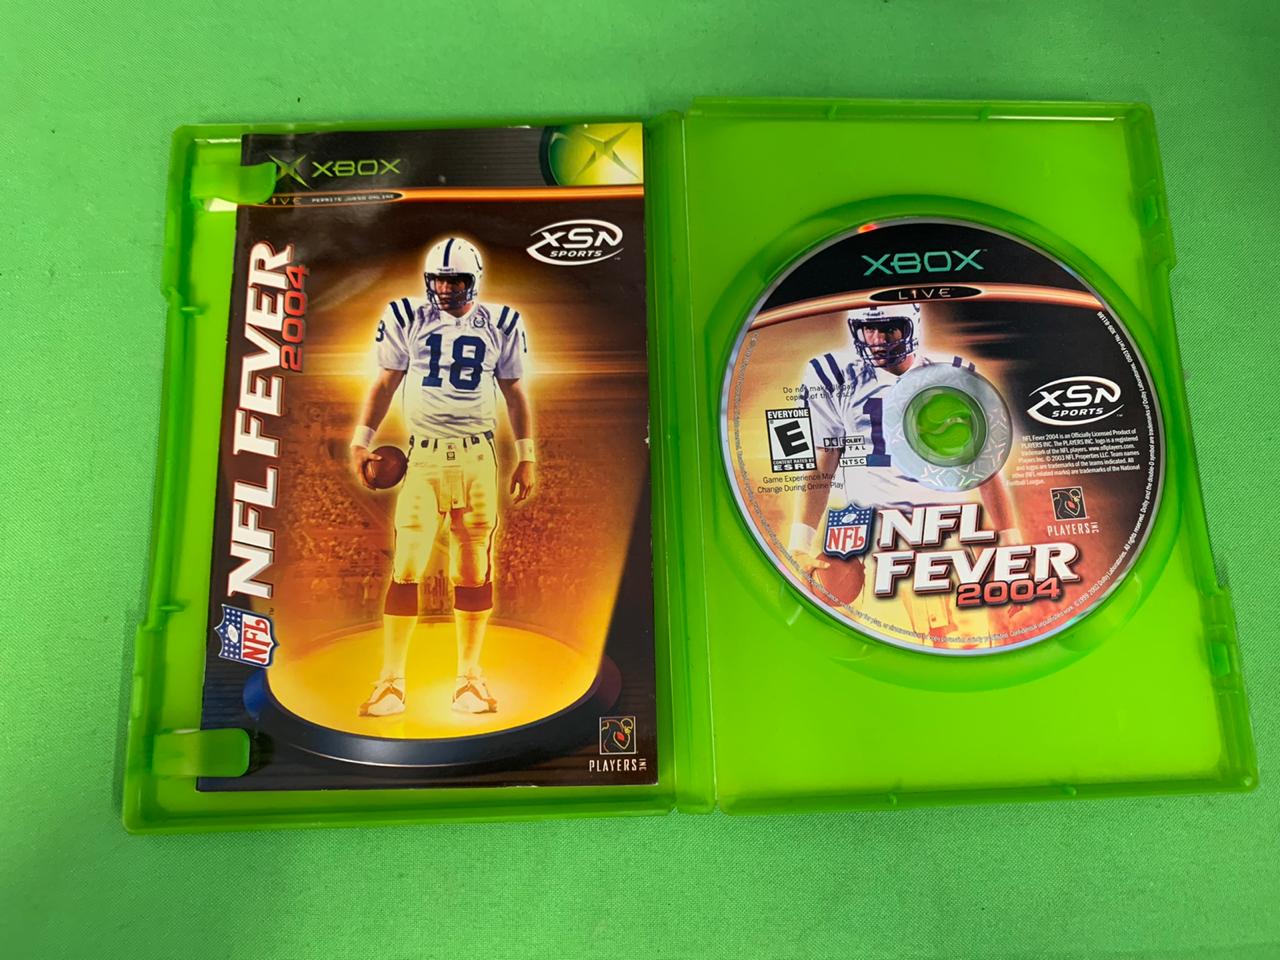 XBOX
LIVE PERMITE JUEGO ONLINE
XSN
SPORTS
NFL FEVER
2004
18
NFL
PLAYERS INC
XBOX
LIVE
XSN
SPORTS
Do not make illegal
copies of this disc.
EVERYONE
E
CONTENT RATED BY
ESRB
DOLBY
DIGITAL
NTSC
Game Experience May
Change During Online Play
NFL Fever 2004 is an Officially Licensed Product of
PLAYERS INC. The PLAYERS INC. logo is a registered
trademark of the NFL players. www.nflplayers.com.
Players Inc. © 2003 NFL Properties LLC. Team names
and logos are trademarks of the teams indicated. All
other (NFL related) marks are trademarks of the National
Football League.
PLAYERS INC
NFL
NFL
FEVER
2004